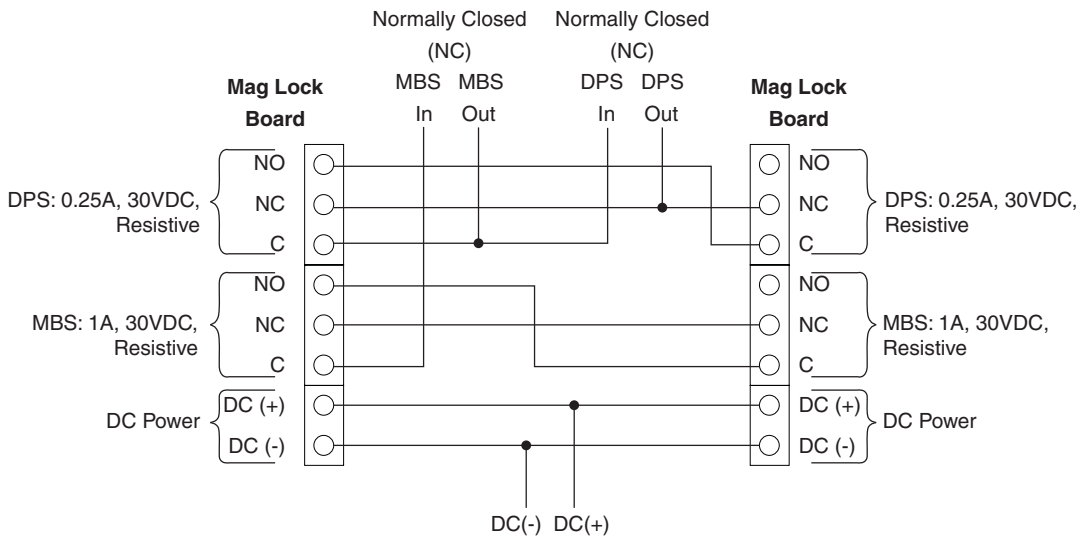 Normally Closed
(NC)
Normally Closed
(NC)
MBS In
MBS Out
DPS In
DPS Out
Mag Lock
Board
NO
NC
C
DPS: 0.25A, 30VDC,
Resistive
NO
NC
C
MBS: 1A, 30VDC,
Resistive
DC (+)
DC (-)
DC Power
Mag Lock
Board
NO
NC
C
DPS: 0.25A, 30VDC,
Resistive
NO
NC
C
MBS: 1A, 30VDC,
Resistive
DC (+)
DC (-)
DC Power
DC(-) DC(+)